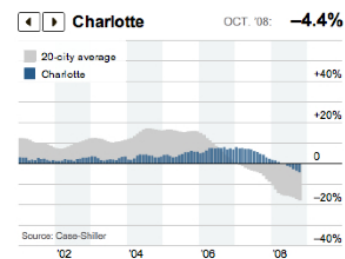 Charlotte OCT. '08: –4.4%
20-city average
Charlotte
+40%
+20%
0
–20%
Source: Case-Shiller
–40%
'02 '04 '06 '08